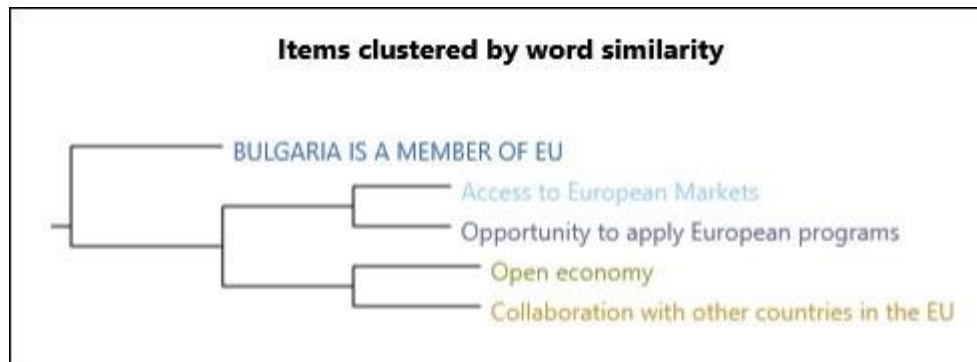 Items clustered by word similarity
BULGARIA IS A MEMBER OF EU
Access to European Markets
Opportunity to apply European programs
Open economy
Collaboration with other countries in the EU